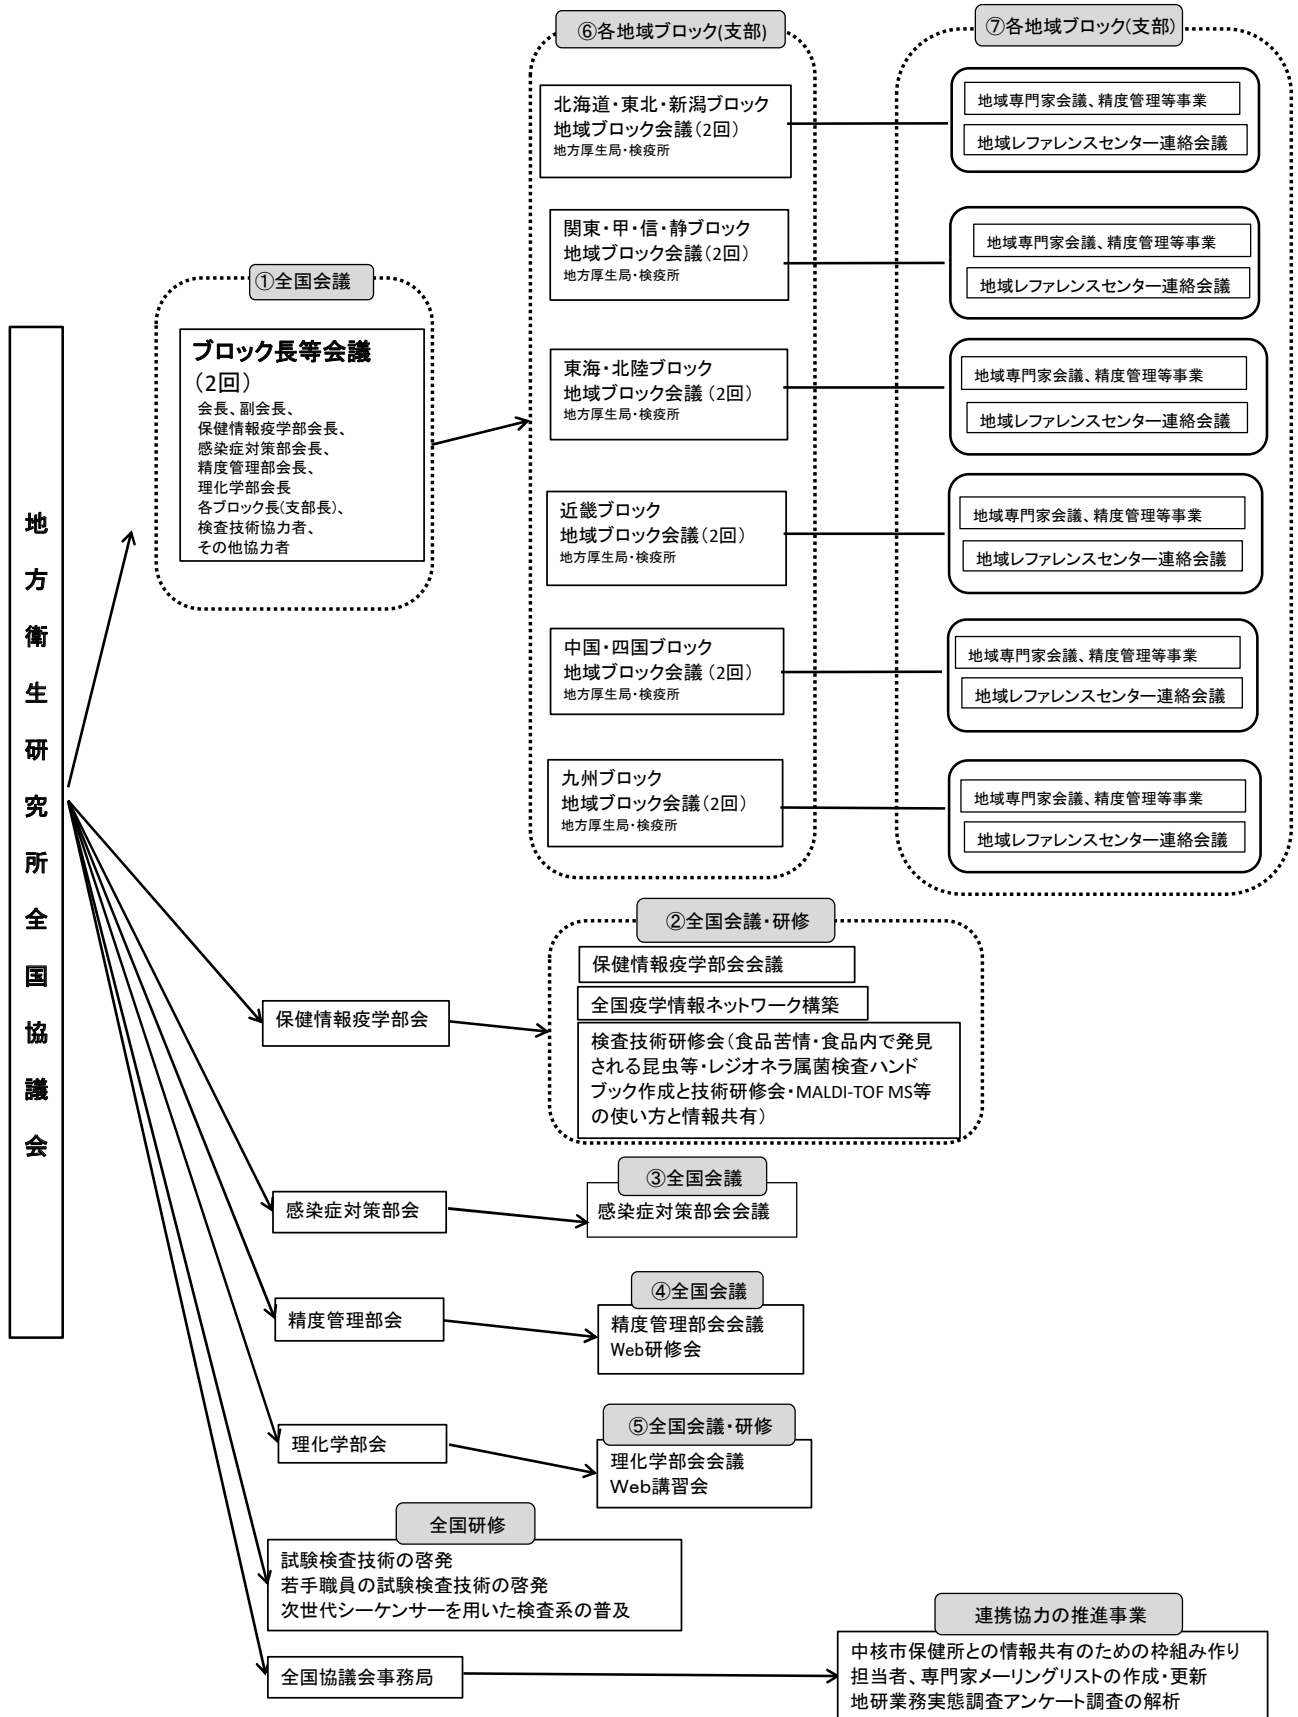 地方衛生研究所全国協議会
①全国会議
ブロック長等会議
（2回）
会長、副会長、
保健情報疫学部会長、
感染症対策部会長、
精度管理部会長、
理化学部会長
各ブロック長(支部長)、
検査技術協力者、
その他協力者
⑥各地域ブロック(支部)
北海道・東北・新潟ブロック
地域ブロック会議（2回）
地方厚生局・検疫所
関東・甲・信・静ブロック
地域ブロック会議（2回）
地方厚生局・検疫所
東海・北陸ブロック
地域ブロック会議（2回）
地方厚生局・検疫所
近畿ブロック
地域ブロック会議（2回）
地方厚生局・検疫所
中国・四国ブロック
地域ブロック会議（2回）
地方厚生局・検疫所
九州ブロック
地域ブロック会議（2回）
地方厚生局・検疫所
⑦各地域ブロック(支部)
地域専門家会議、精度管理等事業
地域レファレンスセンター連絡会議
地域専門家会議、精度管理等事業
地域レファレンスセンター連絡会議
地域専門家会議、精度管理等事業
地域レファレンスセンター連絡会議
地域専門家会議、精度管理等事業
地域レファレンスセンター連絡会議
地域専門家会議、精度管理等事業
地域レファレンスセンター連絡会議
地域専門家会議、精度管理等事業
地域レファレンスセンター連絡会議
保健情報疫学部会
②全国会議・研修
保健情報疫学部会会議
全国疫学情報ネットワーク構築
検査技術研修会（食品苦情・食品内で発見
される昆虫等・レジオネラ属菌検査ハンド
ブック作成と技術研修会・MALDI-TOF MS等
の使い方と情報共有）
感染症対策部会
③全国会議
感染症対策部会会議
精度管理部会
④全国会議
精度管理部会会議
Web研修会
理化学部会
⑤全国会議・研修
理化学部会会議
Web講習会
全国研修
試験検査技術の啓発
若手職員の試験検査技術の啓発
次世代シーケンサーを用いた検査系の普及
全国協議会事務局
連携協力の推進事業
中核市保健所との情報共有のための枠組み作り
担当者、専門家メーリングリストの作成・更新
地研業務実態調査アンケート調査の解析